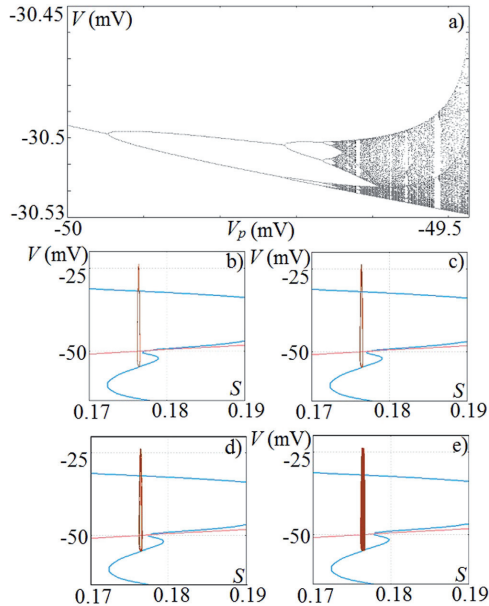 -30.45
V (mV)
a)
-30.5
-30.53
-50
V_p (mV)
-49.5
V (mV)
b)
-25
-50
S
0.17
0.18
0.19
V (mV)
c)
-25
-50
S
0.17
0.18
0.19
V (mV)
d)
-25
-50
S
0.17
0.18
0.19
V (mV)
e)
-25
-50
S
0.17
0.18
0.19